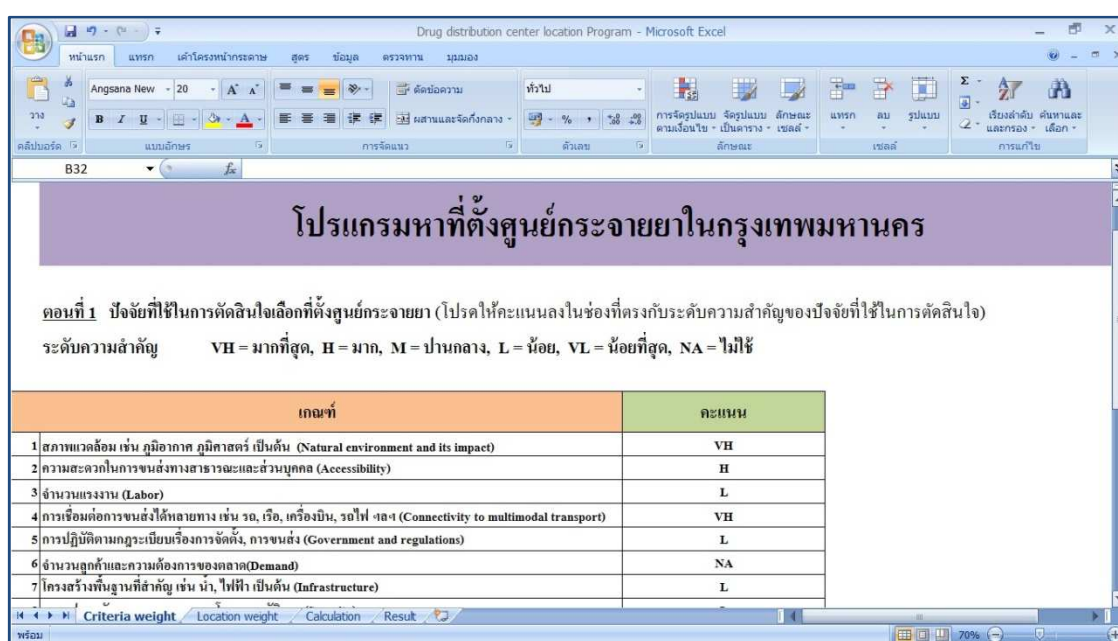 Drug distribution center location Program - Microsoft Excel
หน้าแรก แทรก เค้าโครงหน้ากระดาษ สูตร ข้อมูล ตรวจทาน มุมมอง
Angsana New 20 A A ตัดข้อความ ทั่วไป Σ
วาง B I U A ผสานและจัดกึ่งกลาง % , การจัดรูปแบบตามเงื่อนไข จัดรูปแบบเป็นตาราง ลักษณะเซลล์ แทรก ลบ รูปแบบ เรียงลำดับและกรอง ค้นหาและเลือก
คลิปบอร์ด แบบอักษร การจัดแนว ตัวเลข ลักษณะ เซลล์ การแก้ไข
B32 fx
โปรแกรมหาที่ตั้งศูนย์กระจายยาในกรุงเทพมหานคร
ตอนที่ 1 ปัจจัยที่ใช้ในการตัดสินใจเลือกที่ตั้งศูนย์กระจายยา (โปรดให้คะแนนลงในช่องที่ตรงกับระดับความสำคัญของปัจจัยที่ใช้ในการตัดสินใจ)
ระดับความสำคัญ VH = มากที่สุด, H = มาก, M = ปานกลาง, L = น้อย, VL = น้อยที่สุด, NA = ไม่ใช้
เกณฑ์ คะแนน
1 สภาพแวดล้อม เช่น ภูมิอากาศ ภูมิศาสตร์ เป็นต้น (Natural environment and its impact) VH
2 ความสะดวกในการขนส่งทางสาธารณะและส่วนบุคคล (Accessibility) H
3 จำนวนแรงงาน (Labor) L
4 การเชื่อมต่อการขนส่งได้หลายทาง เช่น รถ, เรือ, เครื่องบิน, รถไฟ ฯลฯ (Connectivity to multimodal transport) VH
5 การปฏิบัติตามกฎระเบียบเรื่องการจัดตั้ง, การขนส่ง (Government and regulations) L
6 จำนวนลูกค้าและความต้องการของตลาด(Demand) NA
7 โครงสร้างพื้นฐานที่สำคัญ เช่น น้ำ, ไฟฟ้า เป็นต้น (Infrastructure) L
Criteria weight Location weight Calculation Result
พร้อม 70%